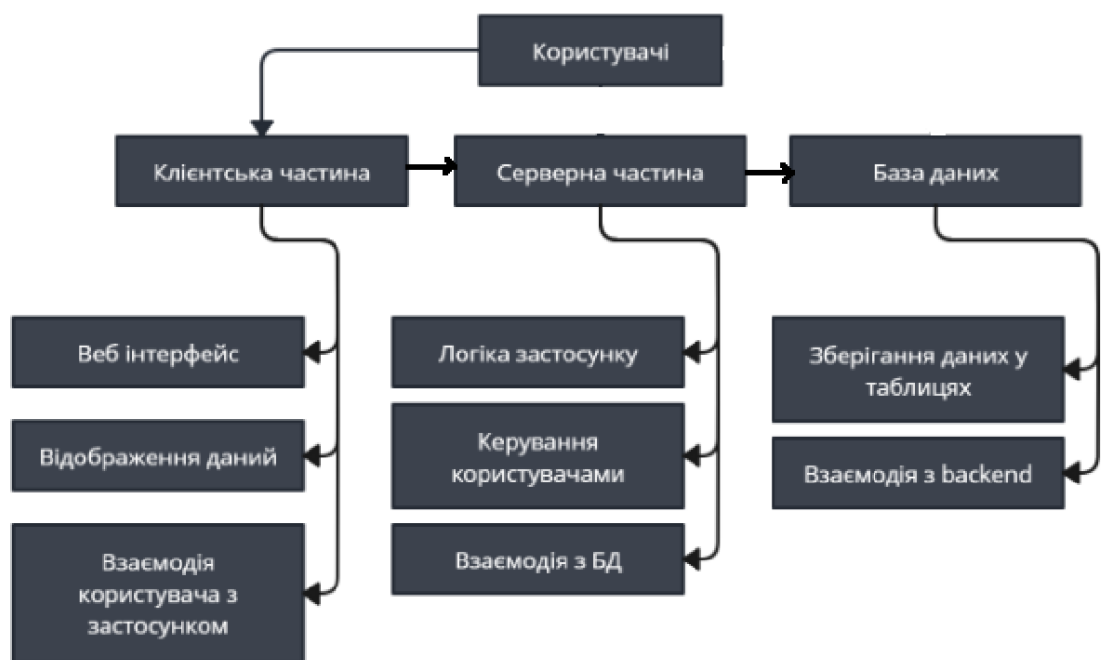 Користувачі
Клієнтська частина
Серверна частина
База даних
Веб інтерфейс
Відображення даний
Взаємодія
користувача з
застосунком
Логіка застосунку
Керування
користувачами
Взаємодія з БД
Зберігання даних у
таблицях
Взаємодія з backend